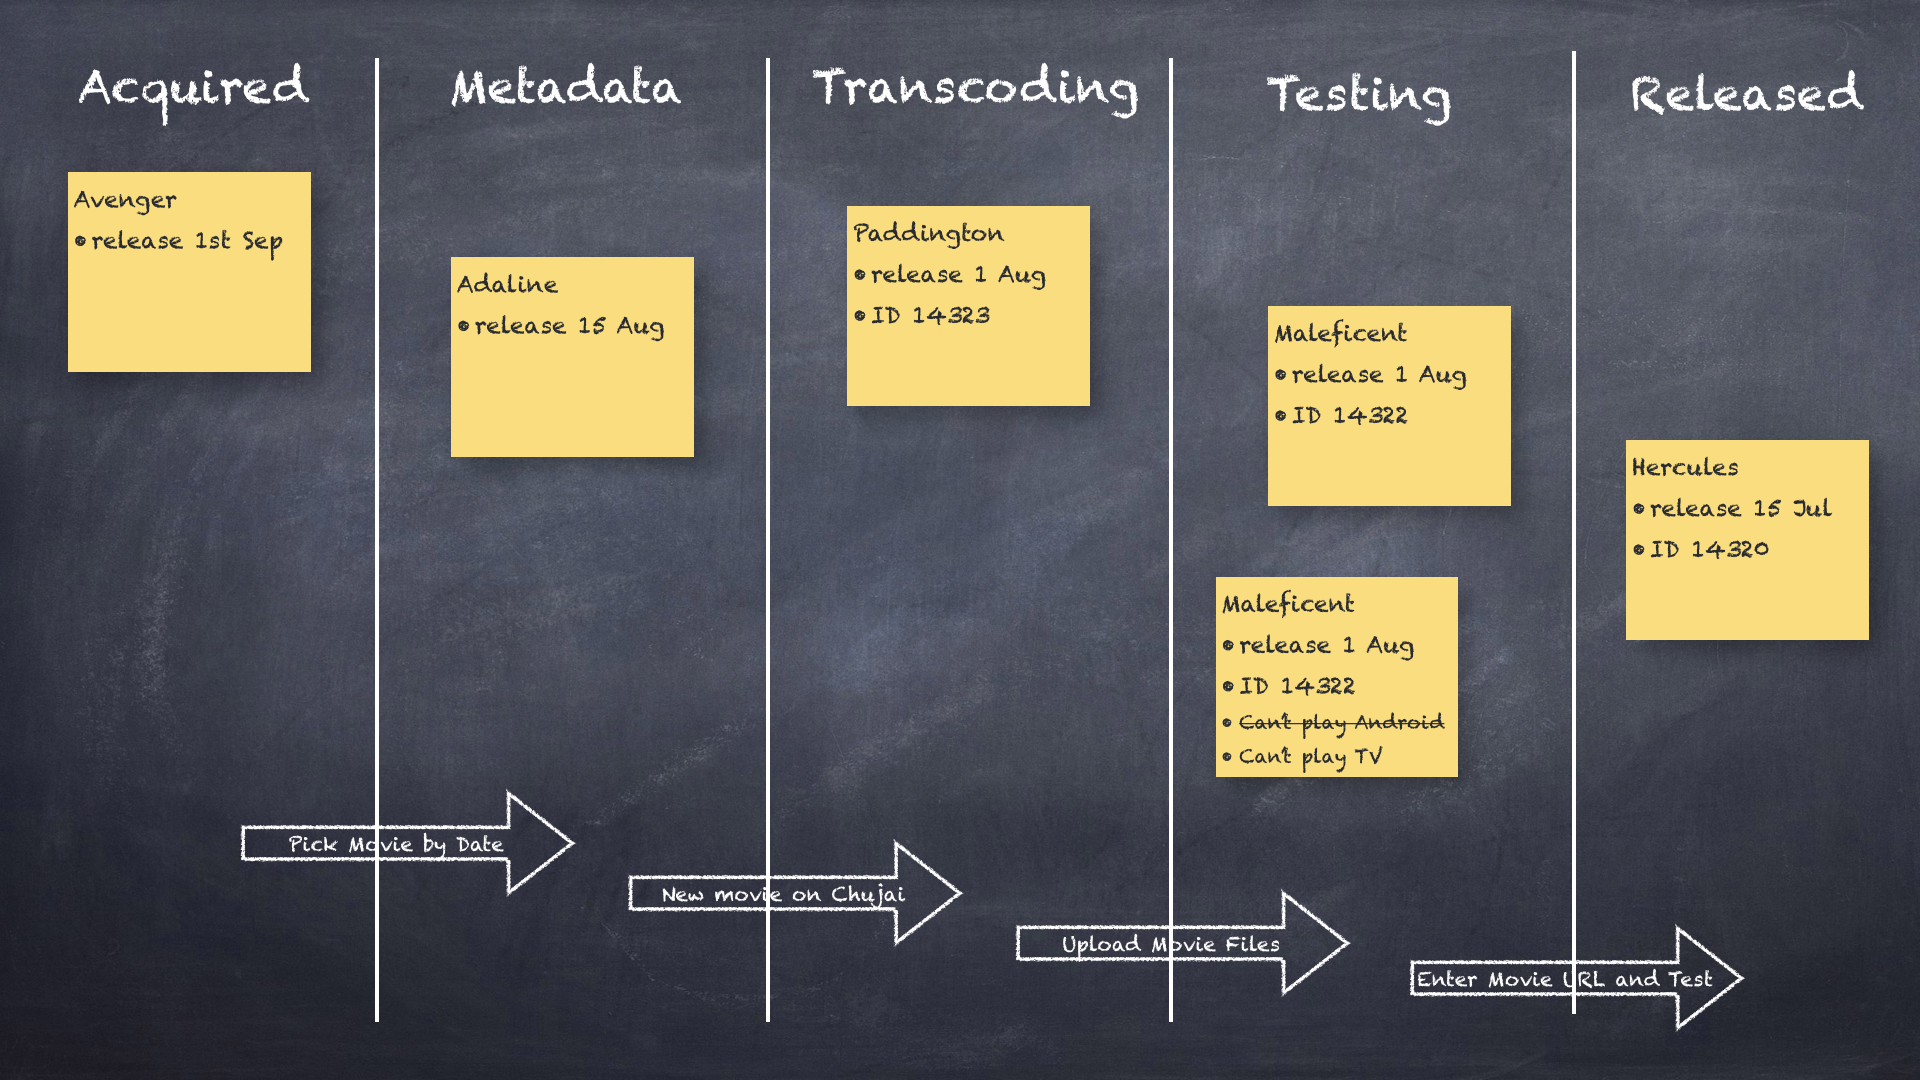 Acquired
Metadata
Transcoding
Testing
Released
Avenger
• release 1st Sep
Adaline
• release 15 Aug
Paddington
• release 1 Aug
• ID 14323
Maleficent
• release 1 Aug
• ID 14322
Maleficent
• release 1 Aug
• ID 14322
• Can't play Android
• Can't play TV
Hercules
• release 15 Jul
• ID 14320
Pick Movie by Date
New movie on Chujai
Upload Movie Files
Enter Movie URL and Test